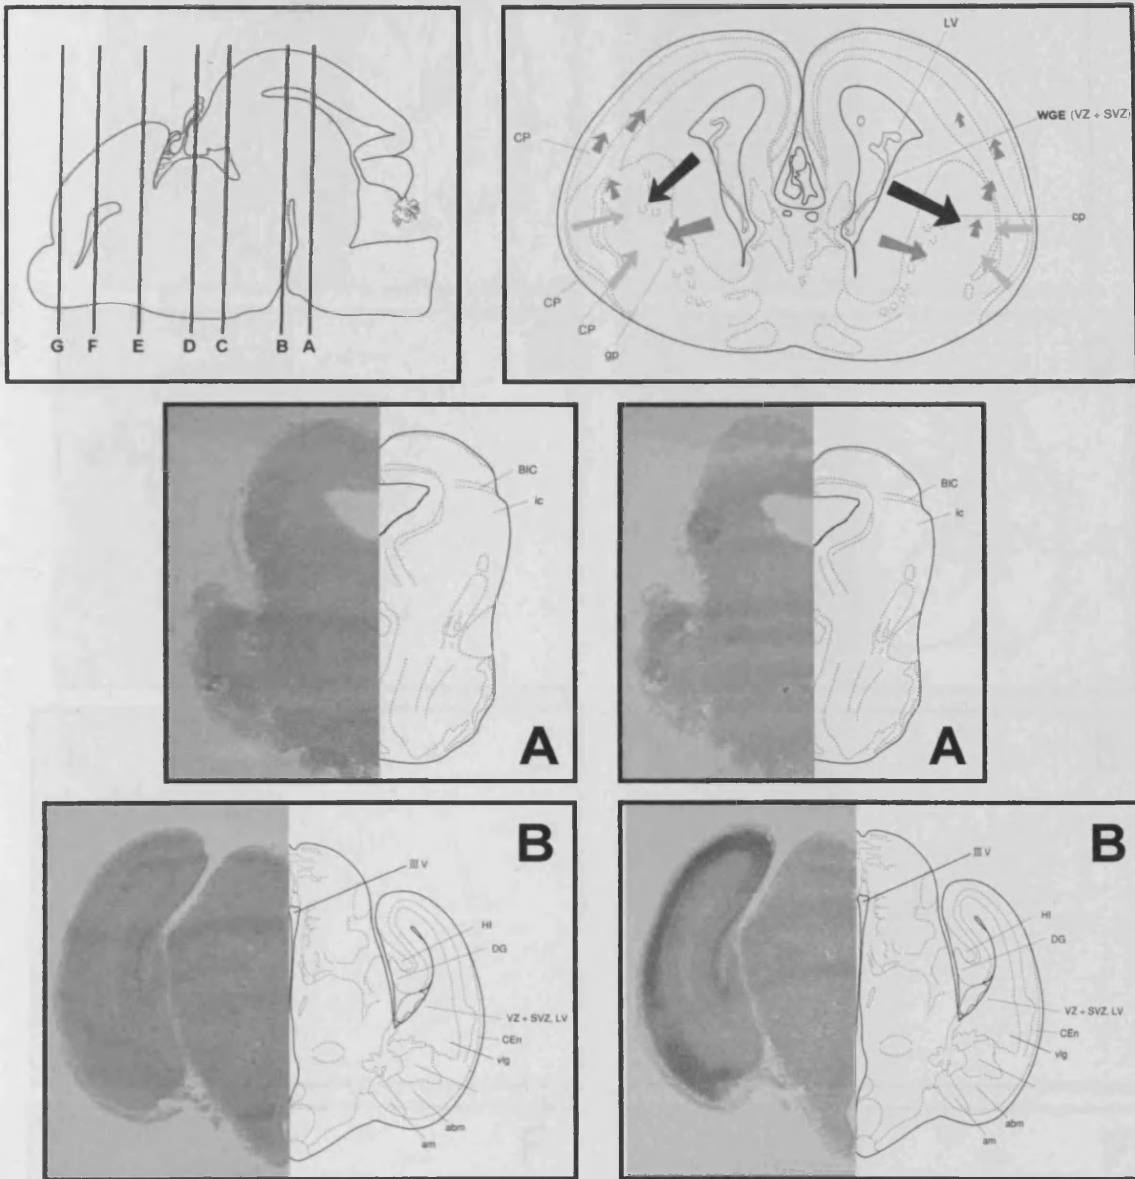 G F E D C B A
LV
WGE (VZ + SVZ)
CP
cp
CP
CP
gp
BIC
ic
A
BIC
ic
A
B
III V
HI
DG
VZ + SVZ, LV
CEn
vlg
abm
am
B
III V
HI
DG
VZ + SVZ, LV
CEn
vlg
abm
am